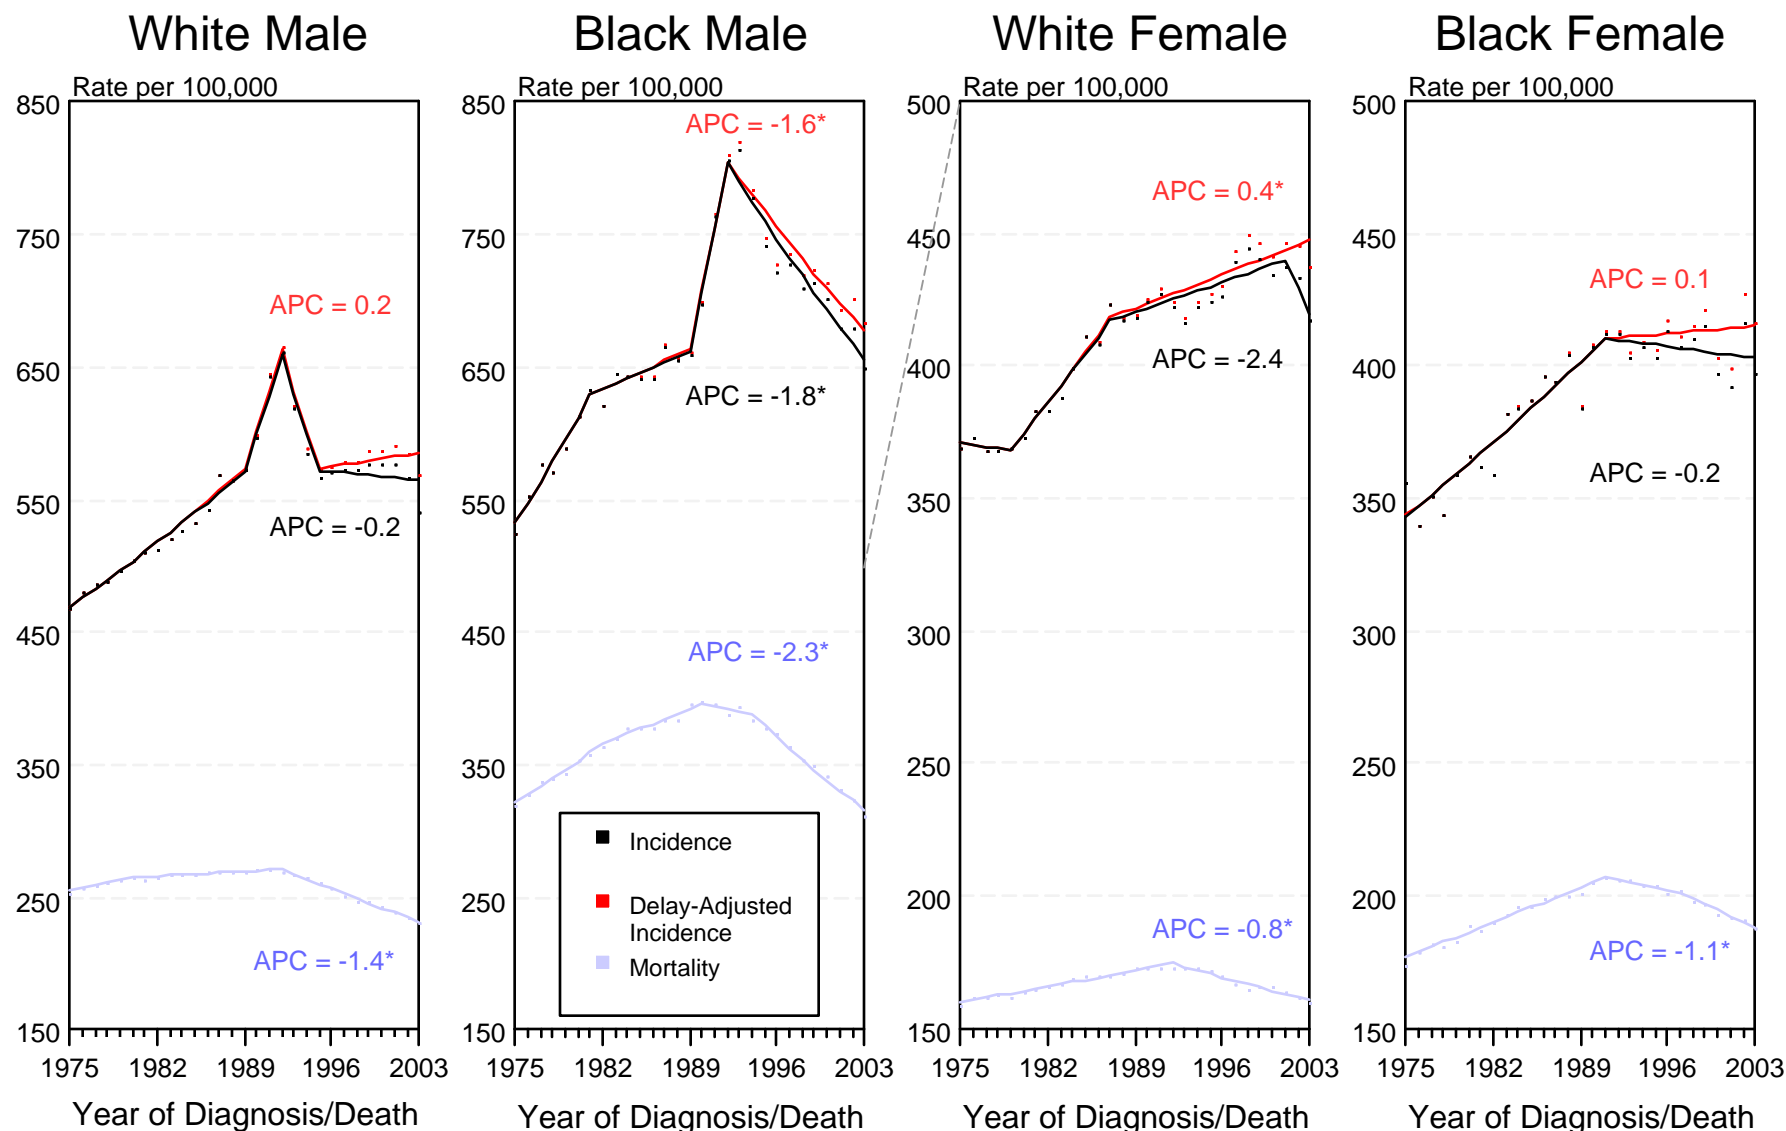 White Male
Black Male
White Female
Black Female
Rate per 100,000
Rate per 100,000
Rate per 100,000
Rate per 100,000
850
750
650
550
450
350
250
150
APC = 0.2
APC = -0.2
APC = -1.4*
1975 1982 1989 1996 2003
Year of Diagnosis/Death
850
750
650
550
450
350
250
150
APC = -1.6*
APC = -1.8*
APC = -2.3*
Incidence
Delay-Adjusted
Incidence
Mortality
1975 1982 1989 1996 2003
Year of Diagnosis/Death
500
450
400
350
300
250
200
150
APC = 0.4*
APC = -2.4
APC = -0.8*
1975 1982 1989 1996 2003
Year of Diagnosis/Death
500
450
400
350
300
250
200
150
APC = 0.1
APC = -0.2
APC = -1.1*
1975 1982 1989 1996 2003
Year of Diagnosis/Death